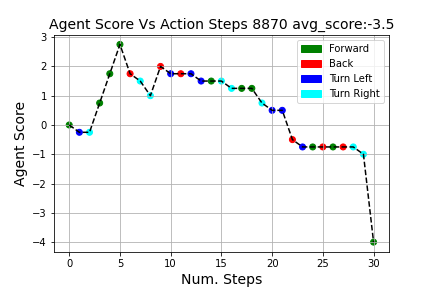 Agent Score Vs Action Steps 8870 avg_score:-3.5
3
2
1
0
−1
−2
−3
−4
Agent Score
Forward
Back
Turn Left
Turn Right
0 5 10 15 20 25 30
Num. Steps